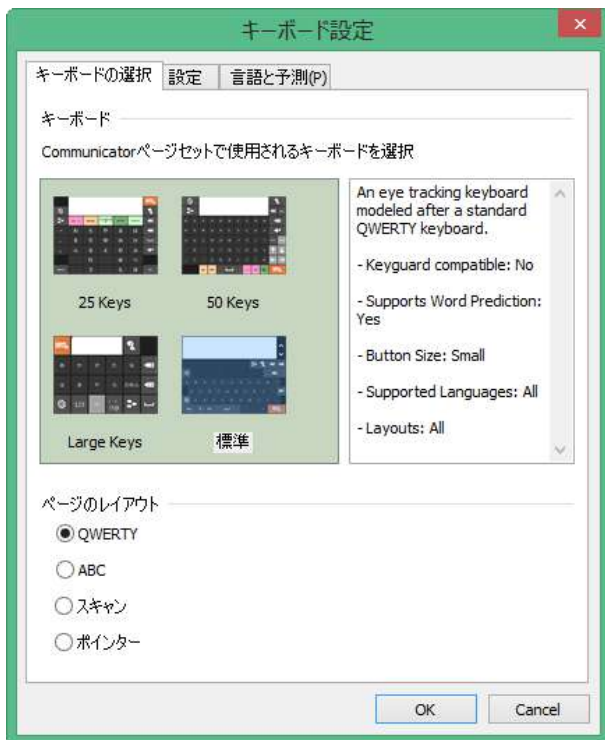 キーボード設定
キーボードの選択 設定 言語と予測(P)
キーボード
Communicatorページセットで使用されるキーボードを選択
25 Keys 50 Keys
Large Keys 標準
An eye tracking keyboard
modeled after a standard
QWERTY keyboard.
- Keyguard compatible: No
- Supports Word Prediction:
Yes
- Button Size: Small
- Supported Languages: All
- Layouts: All
ページのレイアウト
QWERTY
ABC
スキャン
ポインター
OK Cancel